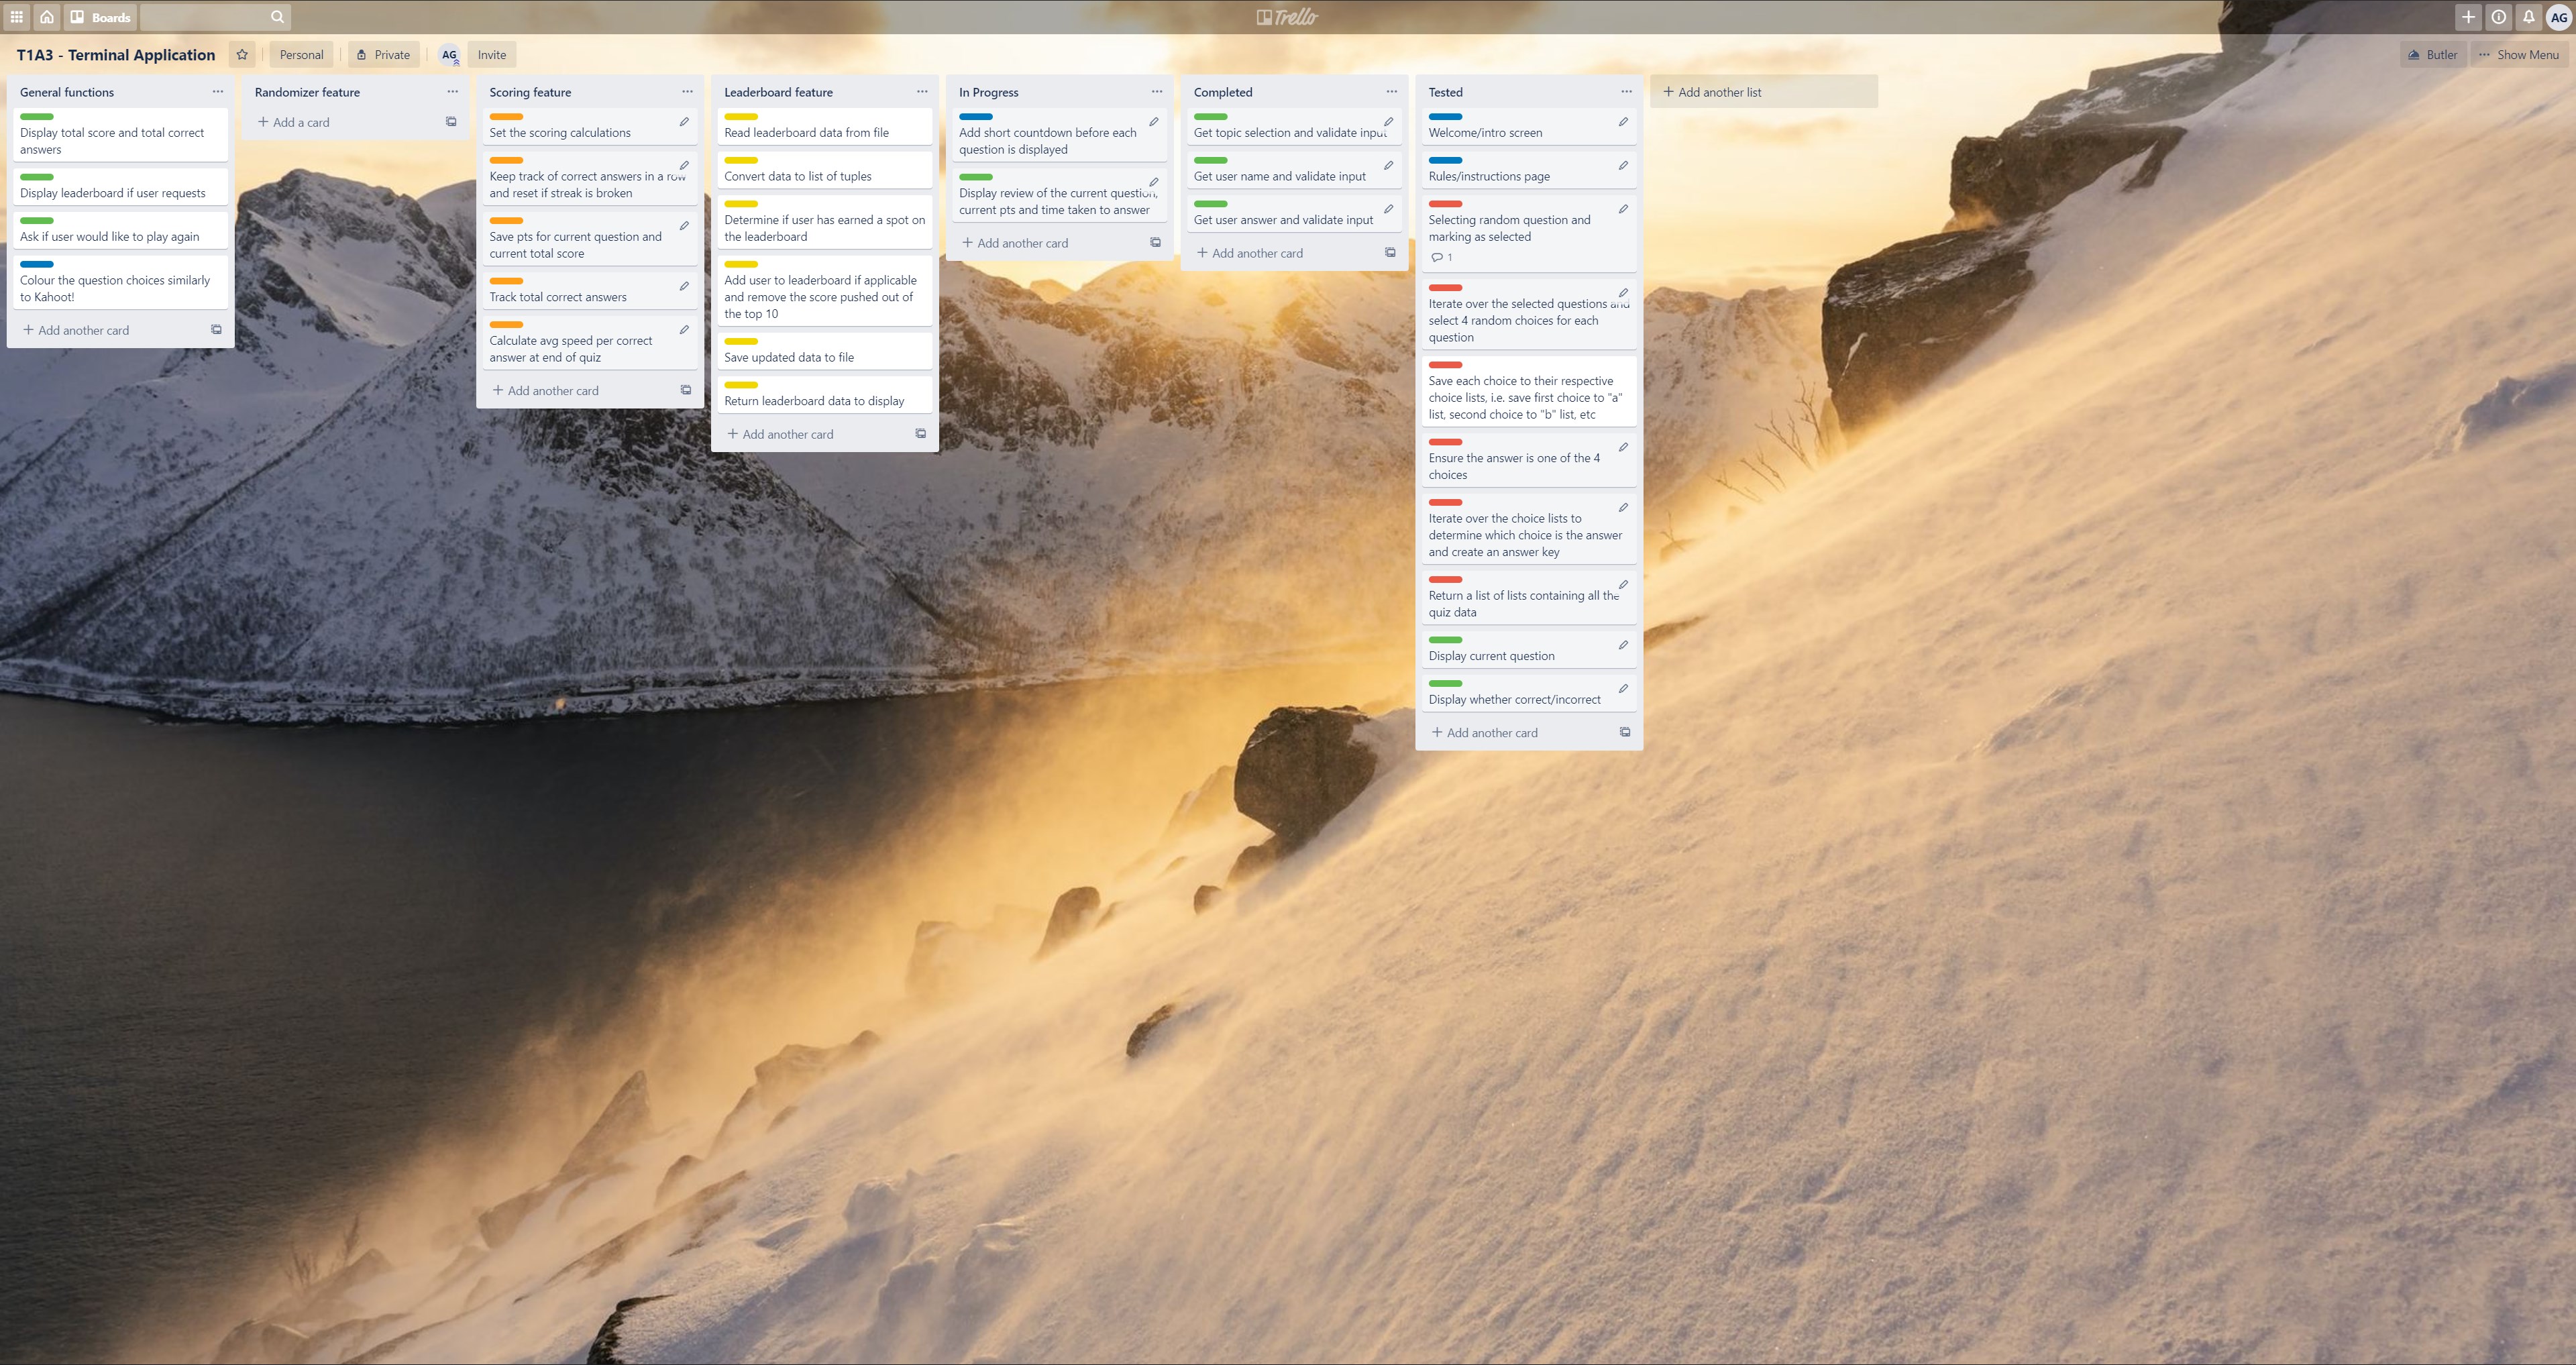 Boards
Trello
AG
T1A3 - Terminal Application
Personal
Private
AG
Invite
Butler
Show Menu
General functions
Display total score and total correct
answers
Display leaderboard if user requests
Ask if user would like to play again
Colour the question choices similarly
to Kahoot!
+ Add another card
Randomizer feature
+ Add a card
Scoring feature
Set the scoring calculations
Keep track of correct answers in a row
and reset if streak is broken
Save pts for current question and
current total score
Track total correct answers
Calculate avg speed per correct
answer at end of quiz
+ Add another card
Leaderboard feature
Read leaderboard data from file
Convert data to list of tuples
Determine if user has earned a spot on
the leaderboard
Add user to leaderboard if applicable
and remove the score pushed out of
the top 10
Save updated data to file
Return leaderboard data to display
+ Add another card
In Progress
Add short countdown before each
question is displayed
Display review of the current question,
current pts and time taken to answer
+ Add another card
Completed
Get topic selection and validate input
Get user name and validate input
Get user answer and validate input
+ Add another card
Tested
Welcome/intro screen
Rules/instructions page
Selecting random question and
marking as selected
1
Iterate over the selected questions and
select 4 random choices for each
question
Save each choice to their respective
choice lists, i.e. save first choice to "a"
list, second choice to "b" list, etc
Ensure the answer is one of the 4
choices
Iterate over the choice lists to
determine which choice is the answer
and create an answer key
Return a list of lists containing all the
quiz data
Display current question
Display whether correct/incorrect
+ Add another card
+ Add another list